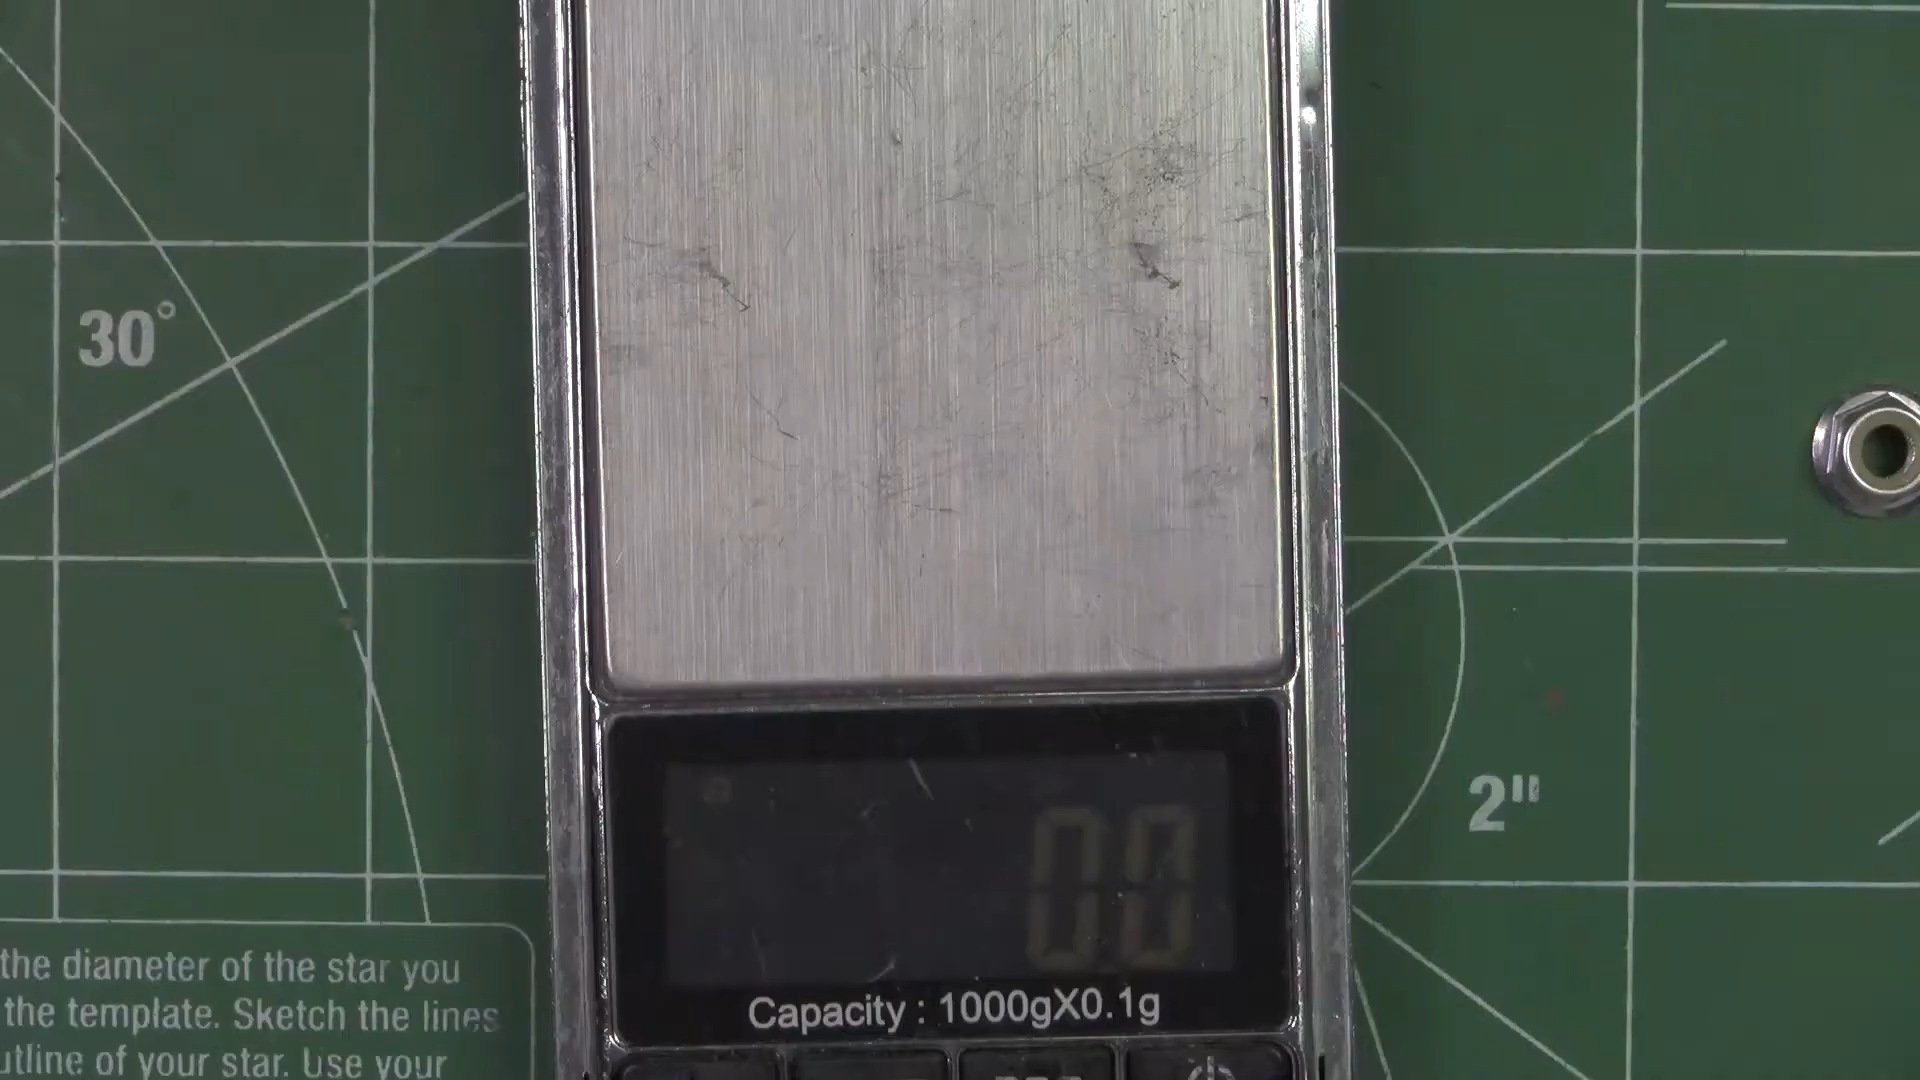 30°
2"
0.0
Capacity : 1000gX0.1g
the diameter of the star you
the template. Sketch the lines
utline of your star. Use your